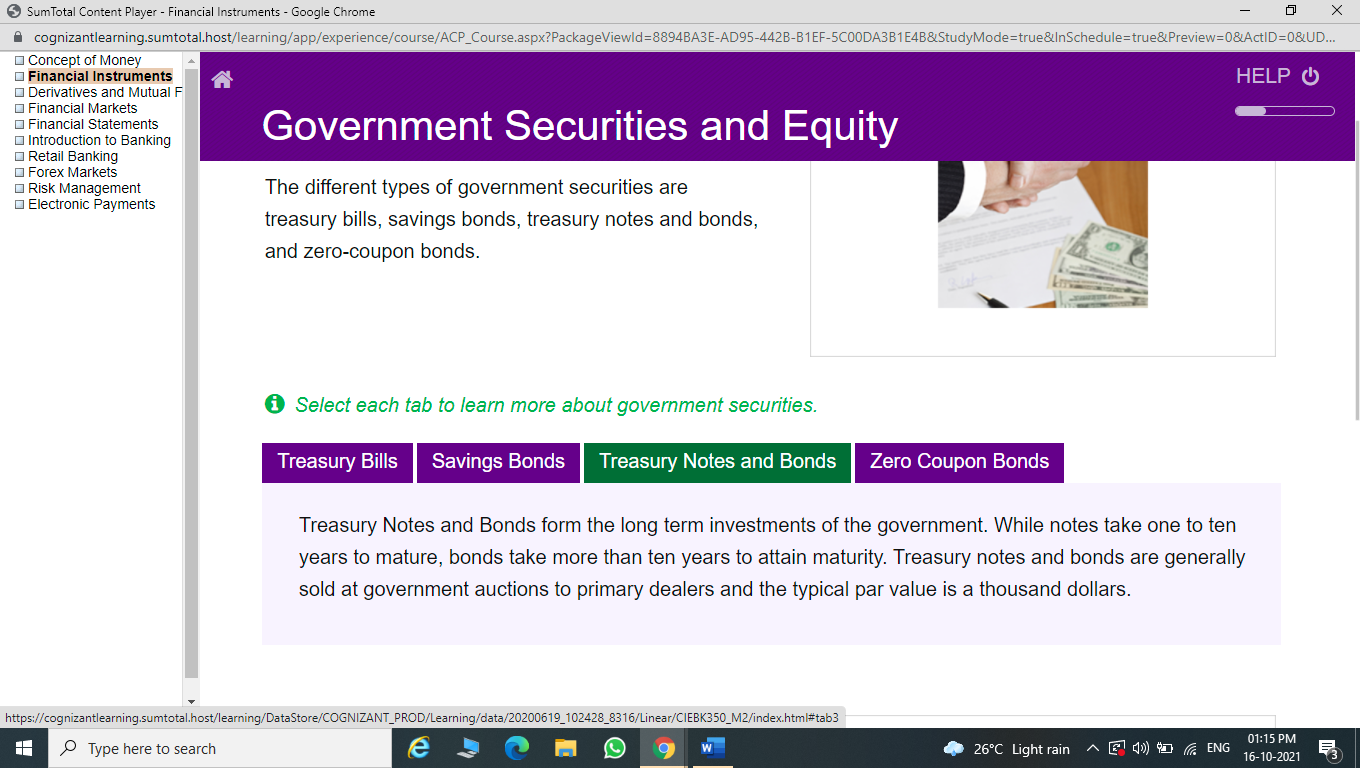 SumTotal Content Player - Financial Instruments - Google Chrome
cognizantlearning.sumtotal.host/learning/app/experience/course/ACP_Course.aspx?PackageViewId=8894BA3E-AD95-442B-B1EF-5C00DA3B1E4B&StudyMode=true&InSchedule=true&Preview=0&ActID=0&UD...
Concept of Money
Financial Instruments
Derivatives and Mutual F
Financial Markets
Financial Statements
Introduction to Banking
Retail Banking
Forex Markets
Risk Management
Electronic Payments
HELP
Government Securities and Equity
The different types of government securities are
treasury bills, savings bonds, treasury notes and bonds,
and zero-coupon bonds.
Select each tab to learn more about government securities.
Treasury Bills Savings Bonds Treasury Notes and Bonds Zero Coupon Bonds
Treasury Notes and Bonds form the long term investments of the government. While notes take one to ten
years to mature, bonds take more than ten years to attain maturity. Treasury notes and bonds are generally
sold at government auctions to primary dealers and the typical par value is a thousand dollars.
https://cognizantlearning.sumtotal.host/learning/DataStore/COGNIZANT_PROD/Learning/data/20200619_102428_8316/Linear/CIEBK350_M2/index.html#tab3
Type here to search
26°C Light rain
ENG
01:15 PM
16-10-2021
3